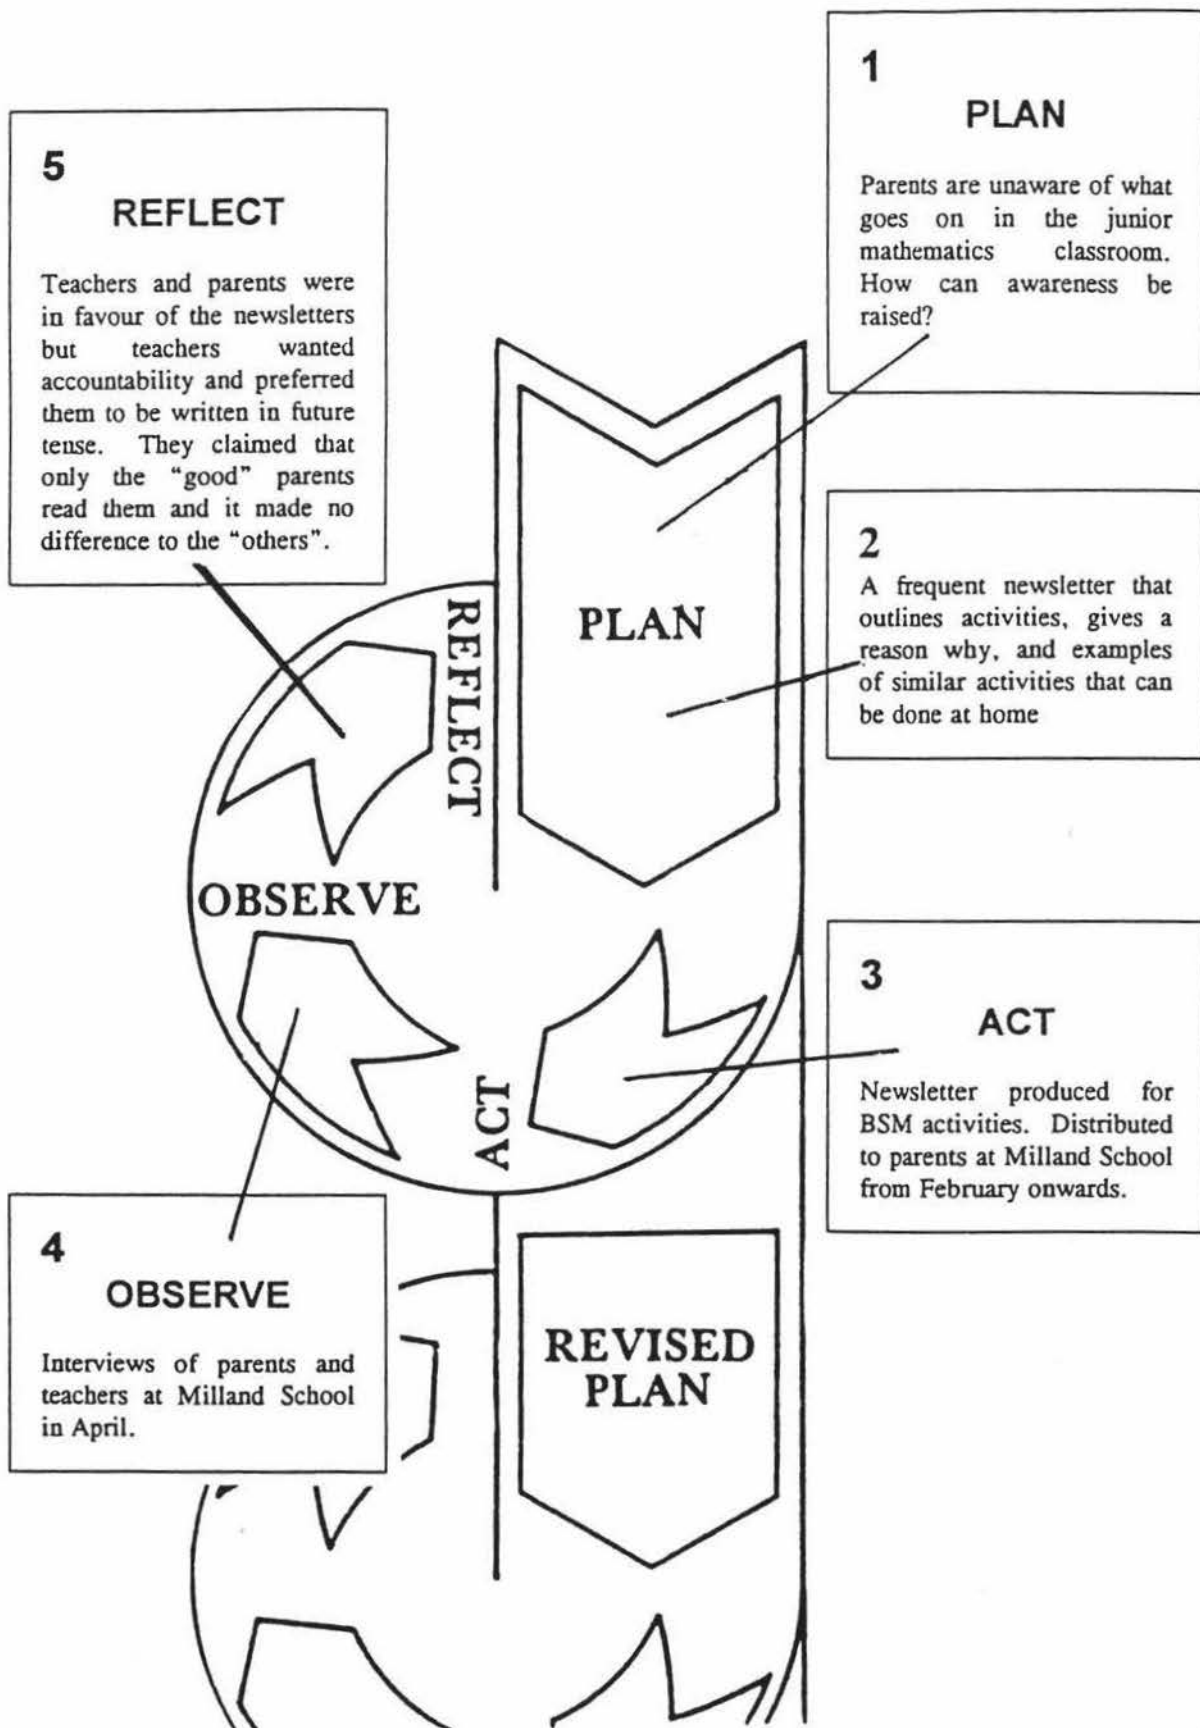 1
PLAN
Parents are unaware of what
goes on in the junior
mathematics classroom.
How can awareness be
raised?
2
A frequent newsletter that
outlines activities, gives a
reason why, and examples
of similar activities that can
be done at home
3
ACT
Newsletter produced for
BSM activities. Distributed
to parents at Milland School
from February onwards.
4
OBSERVE
Interviews of parents and
teachers at Milland School
in April.
5
REFLECT
Teachers and parents were
in favour of the newsletters
but teachers wanted
accountability and preferred
them to be written in future
tense. They claimed that
only the “good” parents
read them and it made no
difference to the “others”.
PLAN
ACT
OBSERVE
REFLECT
REVISED
PLAN